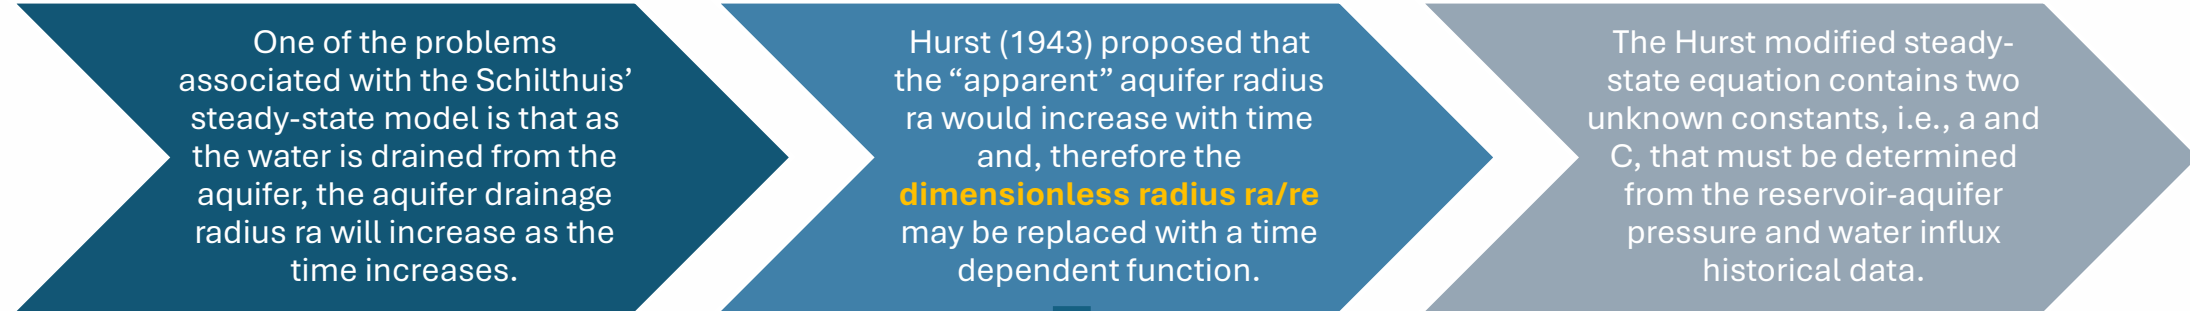 One of the problems
associated with the Schilthuis’
steady-state model is that as
the water is drained from the
aquifer, the aquifer drainage
radius ra will increase as the
time increases.
Hurst (1943) proposed that
the “apparent” aquifer radius
ra would increase with time
and, therefore the
dimensionless radius ra/re
may be replaced with a time
dependent function.
The Hurst modified steady-
state equation contains two
unknown constants, i.e., a and
C, that must be determined
from the reservoir-aquifer
pressure and water influx
historical data.